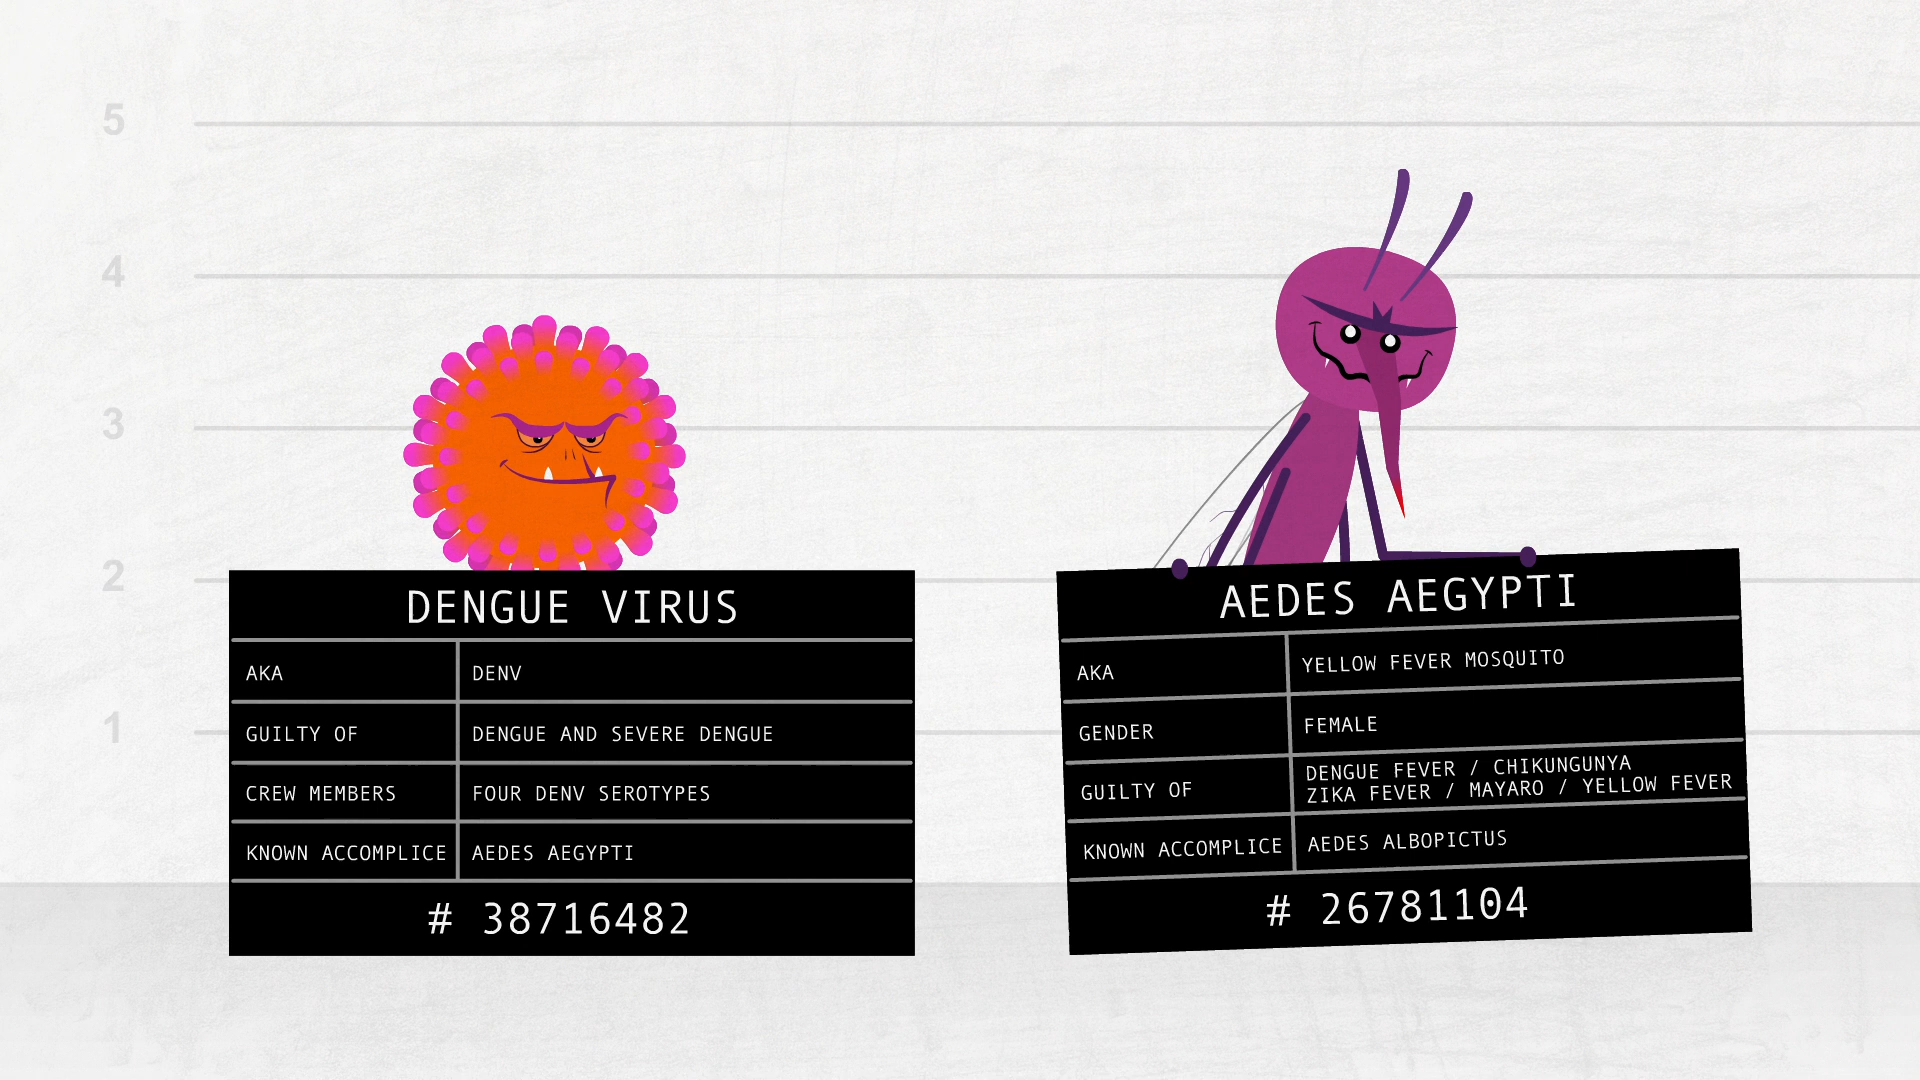 5
4
3
2
1
DENGUE VIRUS
AKA DENV
GUILTY OF DENGUE AND SEVERE DENGUE
CREW MEMBERS FOUR DENV SEROTYPES
KNOWN ACCOMPLICE AEDES AEGYPTI
# 38716482
AEDES AEGYPTI
AKA YELLOW FEVER MOSQUITO
GENDER FEMALE
GUILTY OF DENGUE FEVER / CHIKUNGUNYA
ZIKA FEVER / MAYARO / YELLOW FEVER
KNOWN ACCOMPLICE AEDES ALBOPICTUS
# 26781104